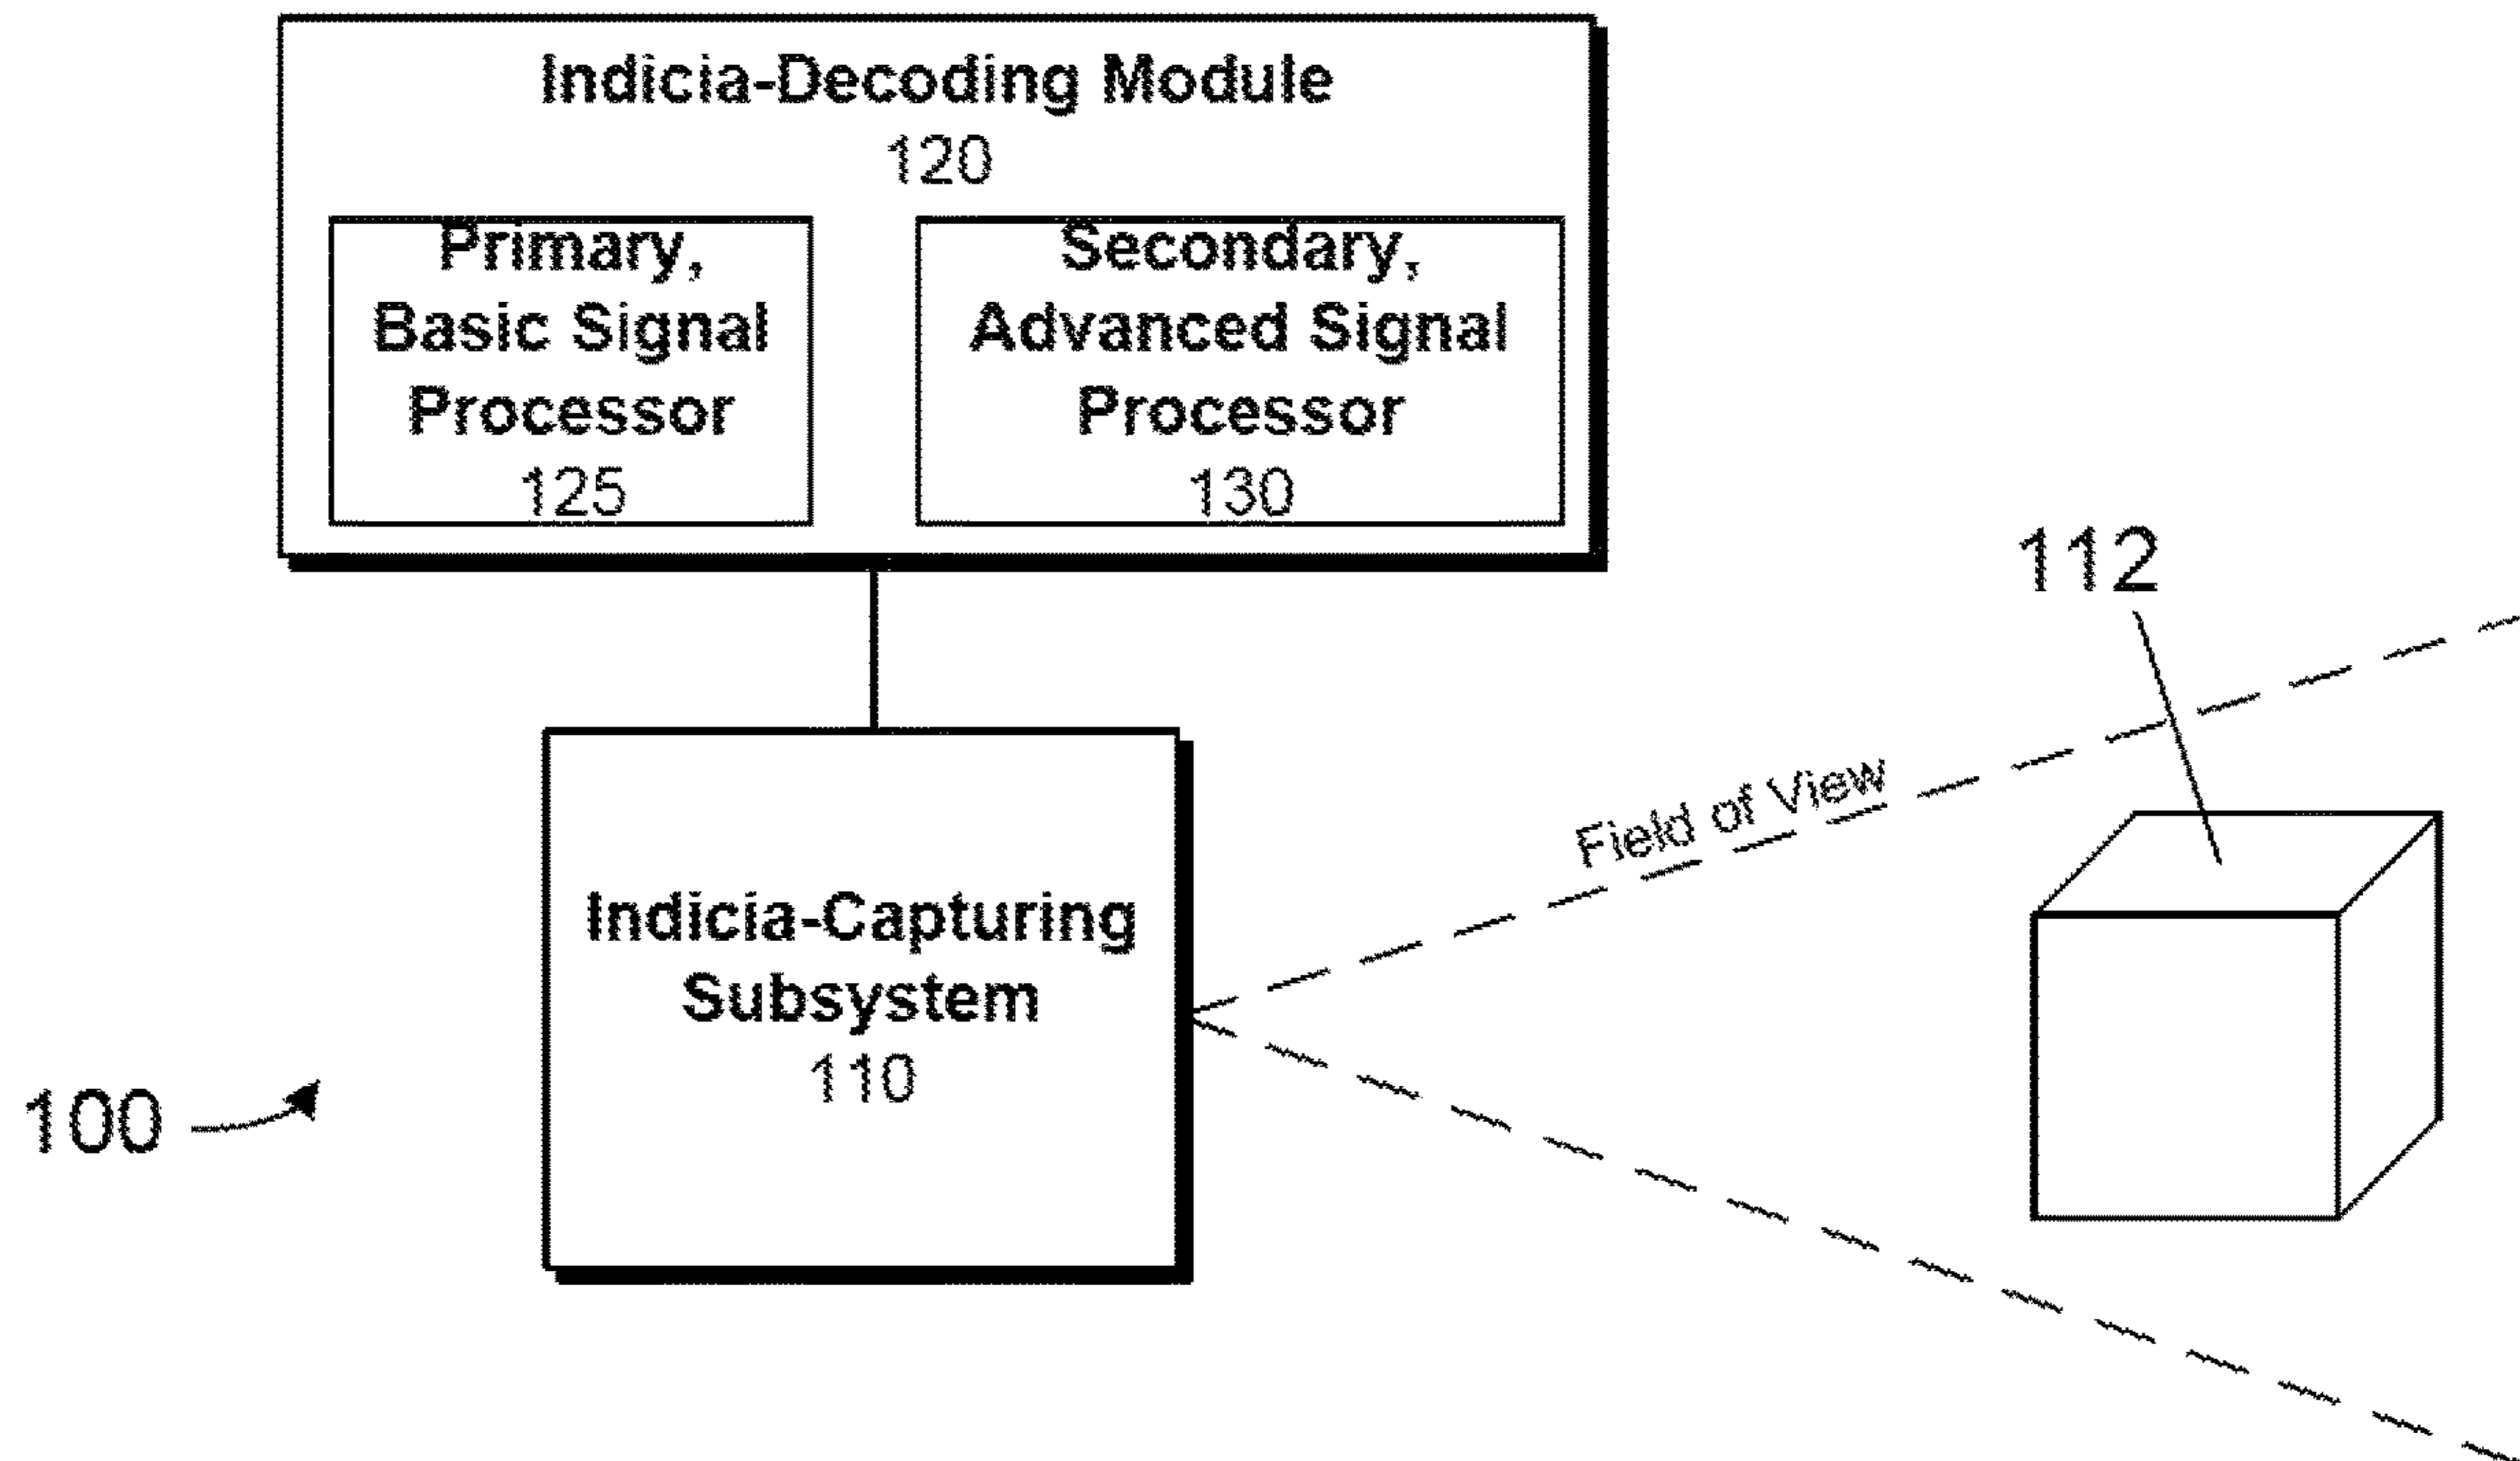 Indicia-Decoding Module
120
Primary,
Basic Signal
Processor
125
Secondary,
Advanced Signal
Processor
130
112
Field of View
Indicia-Capturing
Subsystem
110
100